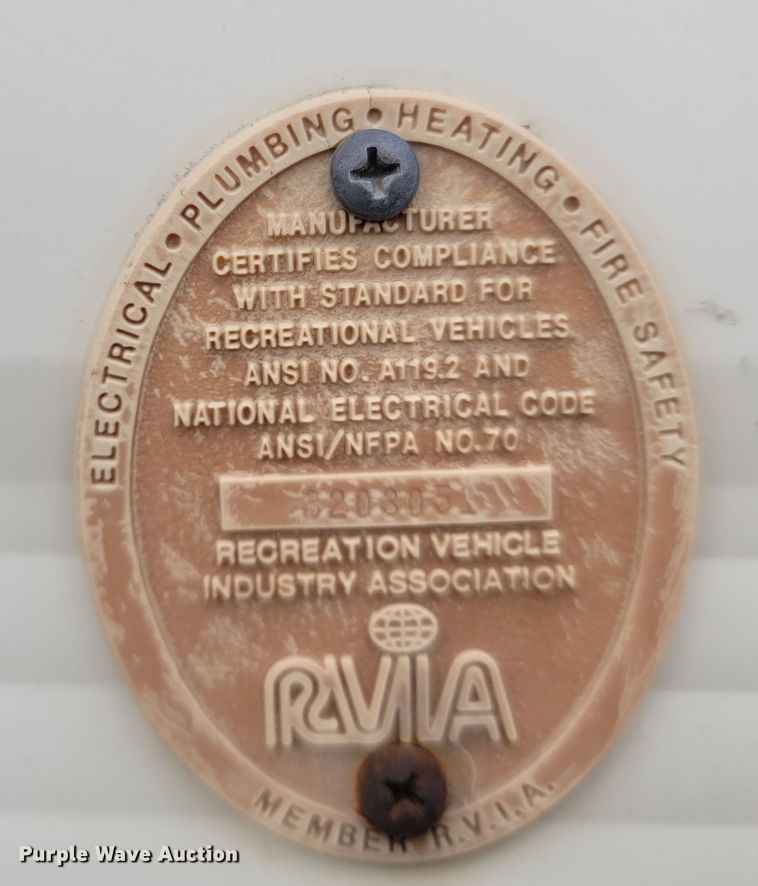 ELECTRICAL • PLUMBING • HEATING • FIRE SAFETY
MANUFACTURER
CERTIFIES COMPLIANCE
WITH STANDARD FOR
RECREATIONAL VEHICLES
ANSI NO. A119.2 AND
NATIONAL ELECTRICAL CODE
ANSI/NFPA NO.70
RECREATION VEHICLE
INDUSTRY ASSOCIATION
RVIA
MEMBER R.V.I.A.
Purple Wave Auction